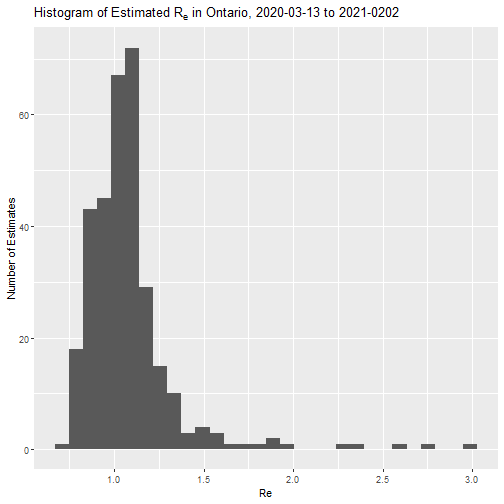 Histogram of Estimated Re in Ontario, 2020-03-13 to 2021-0202
Number of Estimates
60
40
20
0
1.0 1.5 2.0 2.5 3.0
Re